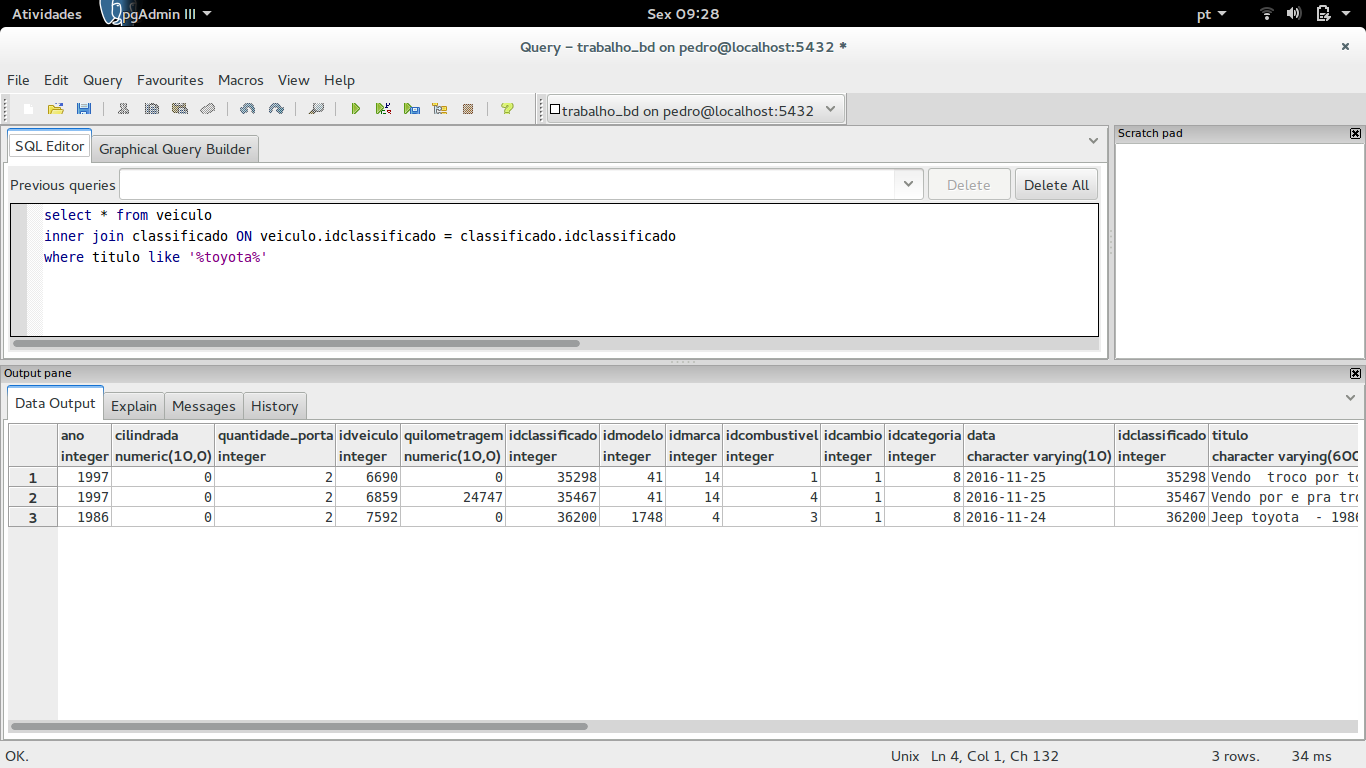 Atividades pgAdmin III Sex 09:28 pt
Query - trabalho_bd on pedro@localhost:5432 *
File Edit Query Favourites Macros View Help
trabalho_bd on pedro@localhost:5432
SQL Editor Graphical Query Builder
Scratch pad
Previous queries Delete Delete All
select * from veiculo
inner join classificado ON veiculo.idclassificado = classificado.idclassificado
where titulo like '%toyota%'
Output pane
Data Output Explain Messages History
ano cilindrada quantidade_porta idveiculo quilometragem idclassificado idmodelo idmarca idcombustivel idcambio idcategoria data idclassificado titulo
integer numeric(10,0) integer integer numeric(10,0) integer integer integer integer integer integer character varying(10) integer character varying(600
1 1997 0 2 6690 0 35298 41 14 1 1 8 2016-11-25 35298 Vendo  troco por to
2 1997 0 2 6859 24747 35467 41 14 4 1 8 2016-11-25 35467 Vendo por e pra tro
3 1986 0 2 7592 0 36200 1748 4 3 1 8 2016-11-24 36200 Jeep toyota  - 1986
OK. Unix Ln 4, Col 1, Ch 132 3 rows. 34 ms